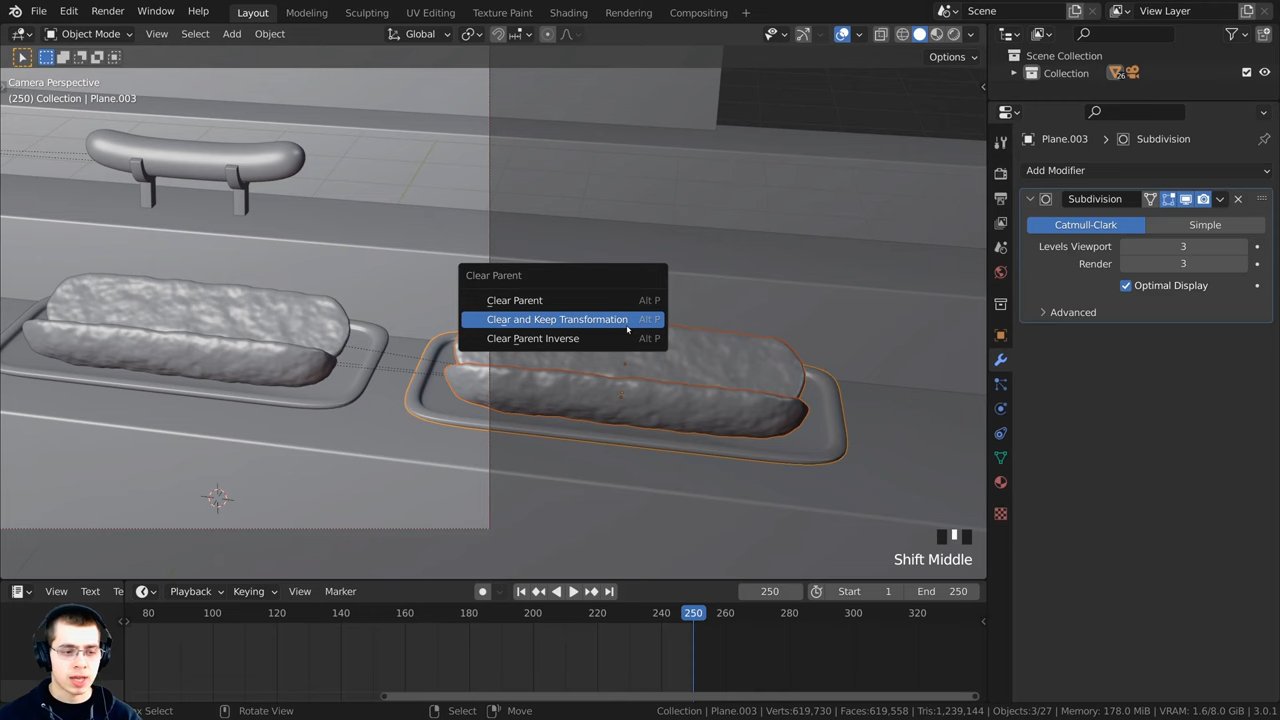 File Edit Render Window Help Layout Modeling Sculpting UV Editing Texture Paint Shading Rendering Compositing Scene View Layer
Object Mode View Select Add Object Global
Options
Camera Perspective
(250) Collection | Plane.003
Scene Collection
Collection 26
Plane.003 Subdivision
Add Modifier
Subdivision
Catmull-Clark Simple
Levels Viewport 3
Render 3
Optimal Display
Advanced
Clear Parent
Clear Parent Alt P
Clear and Keep Transformation Alt P
Clear Parent Inverse Alt P
Shift Middle
View Text Playback Keying View Marker 250 Start 1 End 250
80 100 120 140 160 180 200 220 240 250 260 280 300 320
Select Rotate View Select Move Collection | Plane.003 | Verts:619,730 | Faces:619,558 | Tris:1,239,144 | Objects:3/27 | Memory: 178.0 MiB | VRAM: 1.6/8.0 GiB | 3.0.1